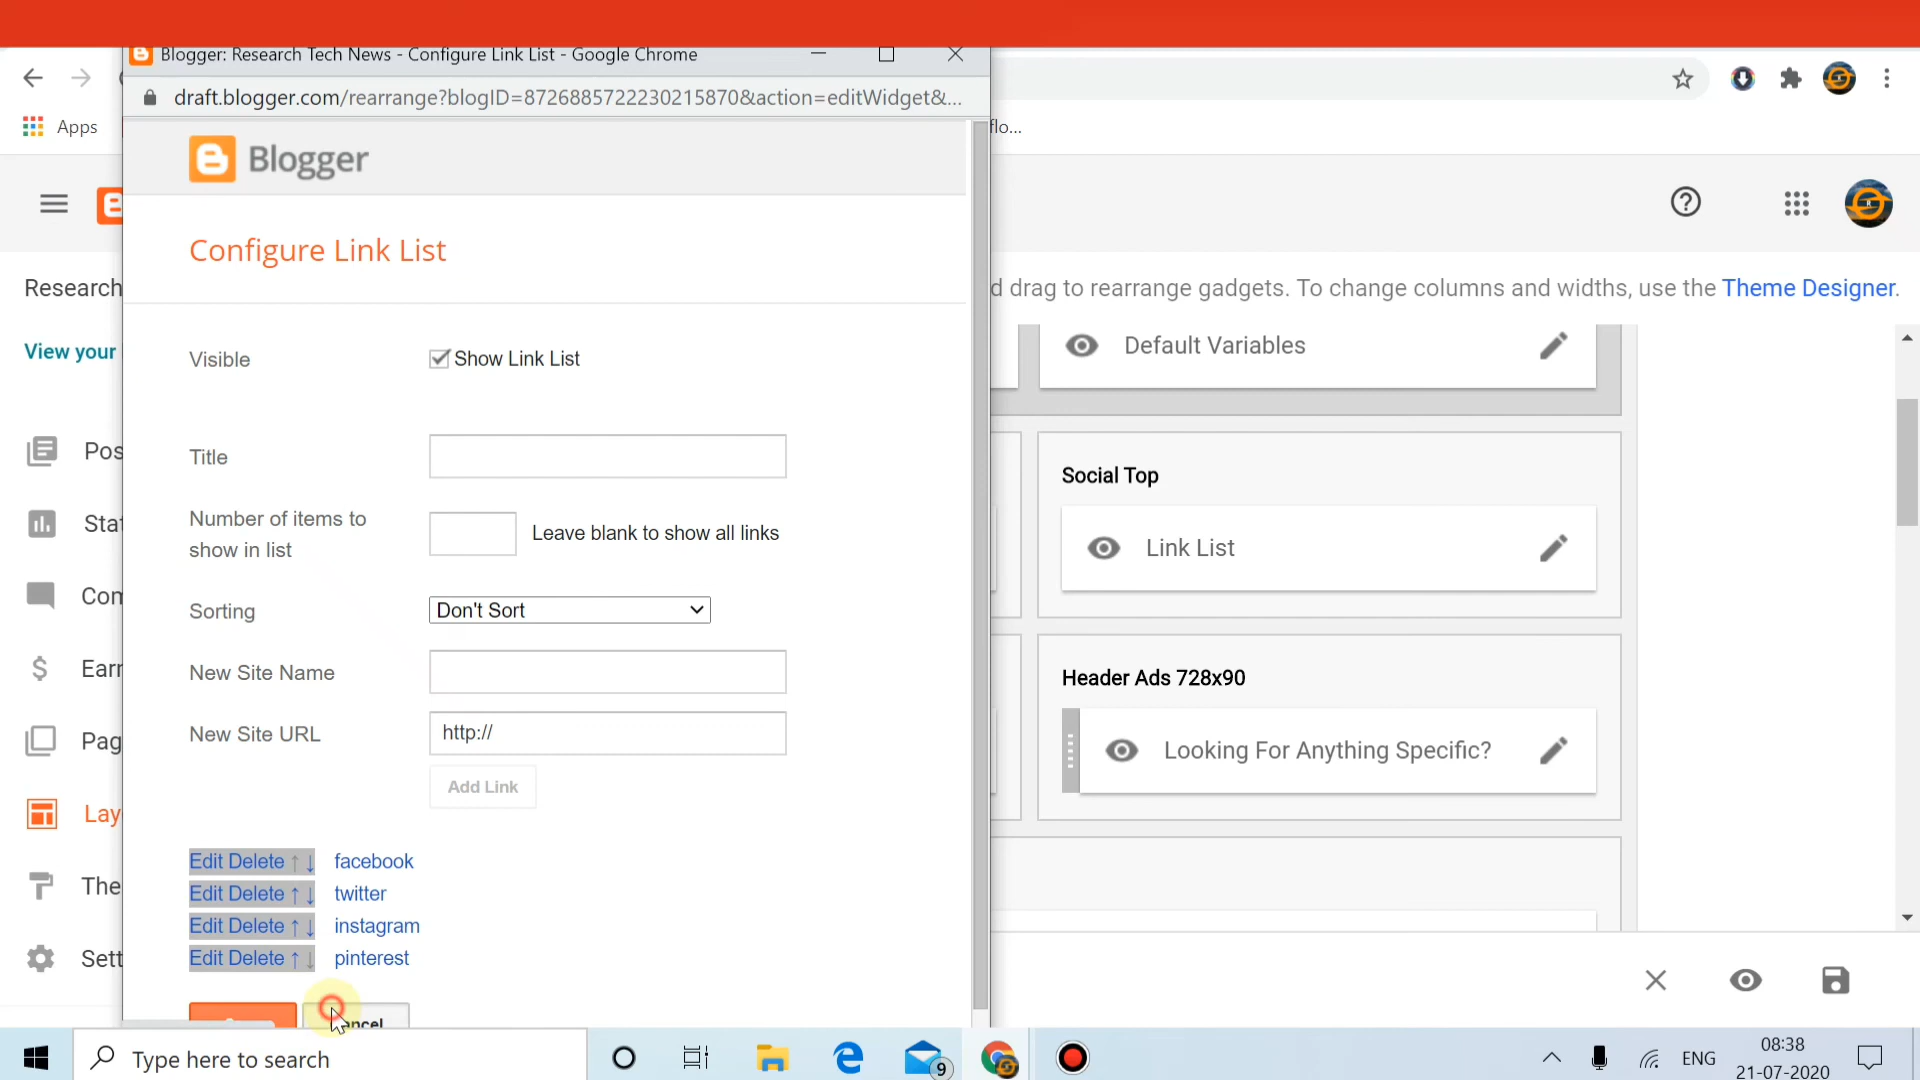 Blogger: Research Tech News - Configure Link List - Google Chrome
draft.blogger.com/rearrange?blogID=8726885722230215870&action=editWidget&...
Apps
flo...
Blogger
Configure Link List
Research
d drag to rearrange gadgets. To change columns and widths, use the Theme Designer.
View your
Visible
Show Link List
Default Variables
Pos
Title
Social Top
Stat
Number of items to
show in list
Leave blank to show all links
Link List
Com
Sorting
Don't Sort
Earn
New Site Name
Header Ads 728x90
Pag
New Site URL
http://
Looking For Anything Specific?
Add Link
Lay
Edit Delete ↑ ↓ facebook
The
Edit Delete ↑ ↓ twitter
Edit Delete ↑ ↓ instagram
Sett
Edit Delete ↑ ↓ pinterest
Type here to search
9
ENG
08:38
21-07-2020